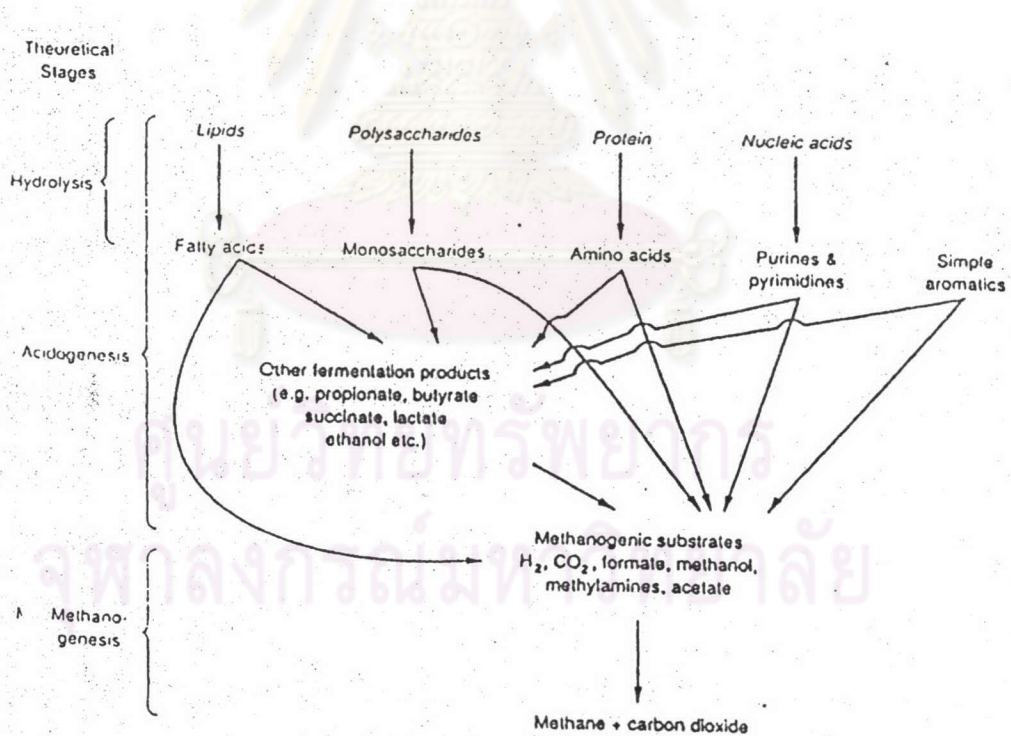 Theoretical
Stages
Lipids
Polysaccharides
Protein
Nucleic acids
Hydrolysis
Fatty acids
Monosaccharides
Amino acids
Purines &
pyrimidines
Simple
aromatics
Acidogenesis
Other fermentation products
(e.g. propionate, butyrate
succinate, lactate
ethanol etc.)
ศูนย์วิทยทรัพยากร
Methanogenic substrates
H₂, CO₂, formate, methanol,
methylamines, acetate
จุฬาลงกรณ์มหาวิทยาลัย
Methano-
genesis
Methane + carbon dioxide